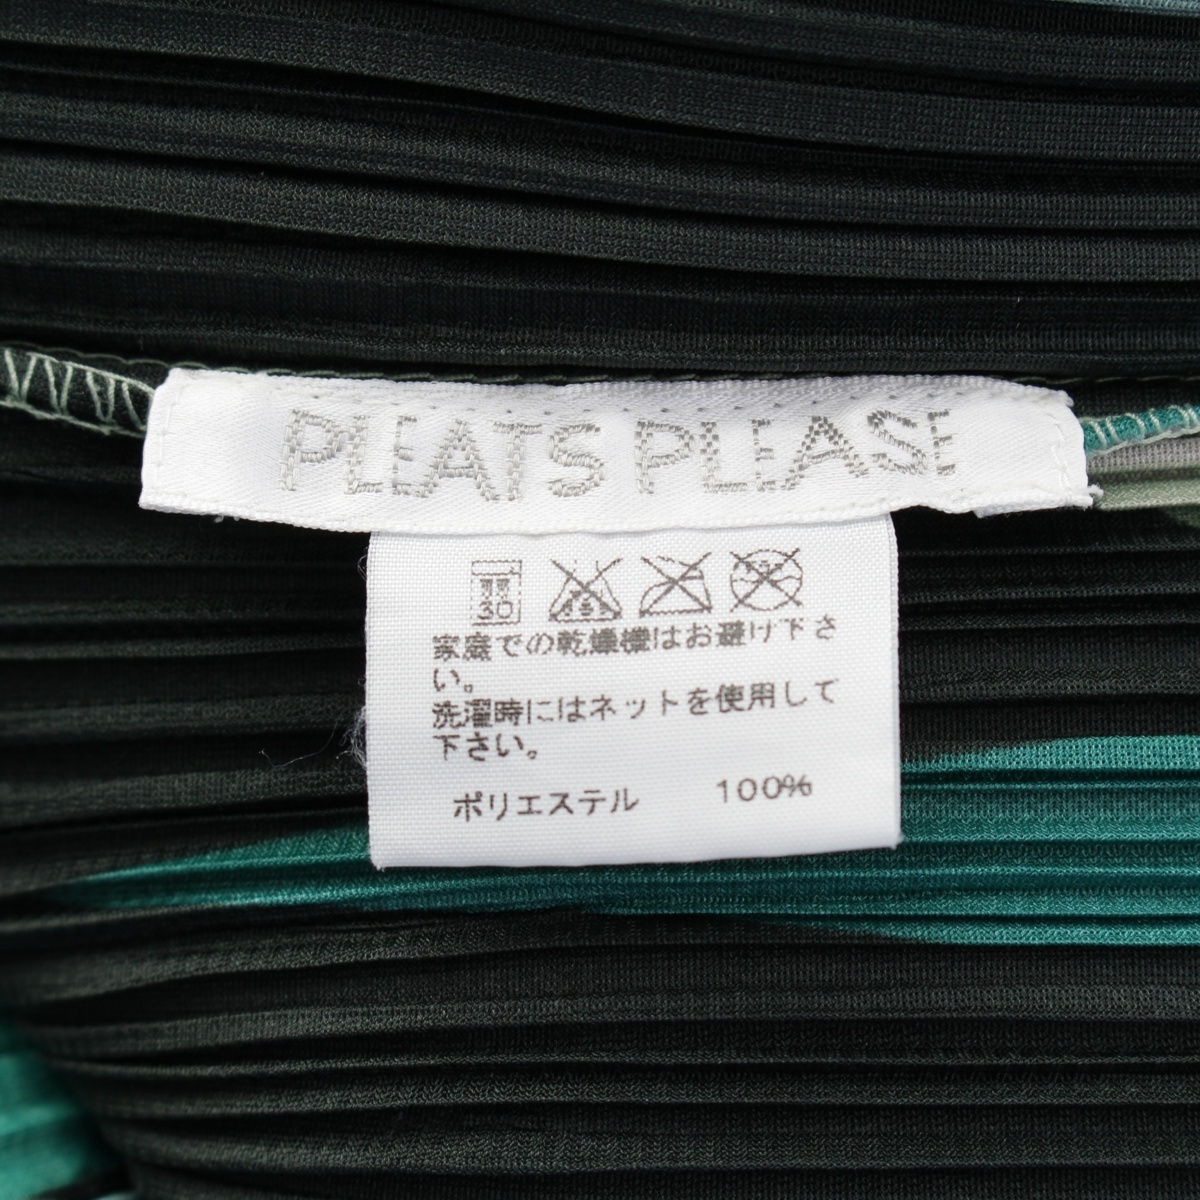 PLEATS PLEASE
30
家庭での乾燥機はお避け下さ
い。
洗濯時にはネットを使用して
下さい。
ポリエステル 100%